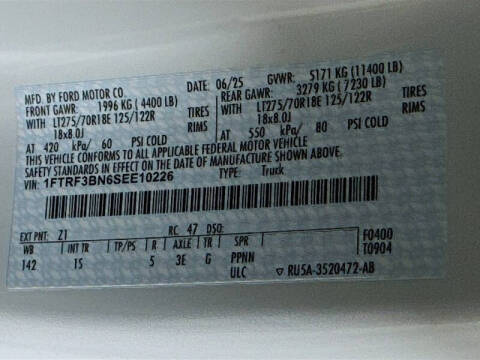 MFD. BY FORD MOTOR CO.
06/25 GVWR: 5171 KG (11400 LB)
FRONT GAWR: 1996 KG ( 4400 LB) REAR GAWR: 3279 KG ( 7230 LB)
WITH LT275/70R18E 125/122R TIRES WITH LT275/70R18E 125/122R TIRES
18x8.0J RIMS 18x8.0J RIMS
AT 420 kPa/ 60 PSI COLD AT 550 kPa/ 80 PSI COLD
THIS VEHICLE CONFORMS TO ALL APPLICABLE FEDERAL MOTOR VEHICLE
SAFETY STANDARDS IN EFFECT ON THE DATE OF MANUFACTURE SHOWN ABOVE.
VIN: 1FTRF3BN6SEE10226 TYPE: Truck
EXT PNT: Z1 RC: 47 DSO: F0400
WB INT TR TP/PS R AXLE TR SPR T0904
142 1S 5 3E G PPNN
ULC RU5A-3520472-AB